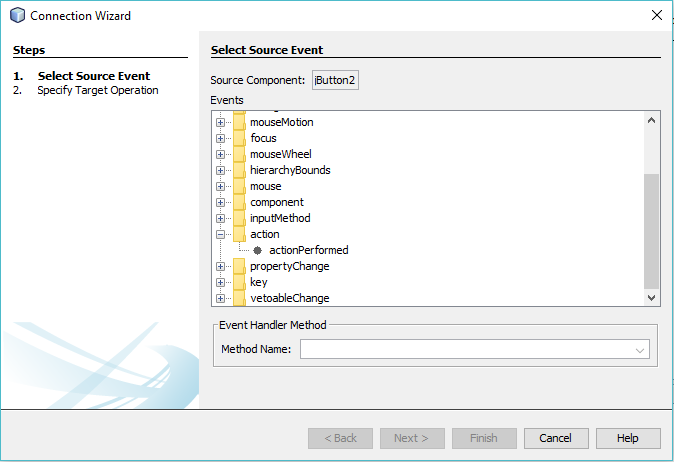 Connection Wizard
Steps
1. Select Source Event
2. Specify Target Operation
Select Source Event
Source Component: jButton2
Events
mouseMotion
focus
mouseWheel
hierarchyBounds
mouse
component
inputMethod
action
actionPerformed
propertyChange
key
vetoableChange
Event Handler Method
Method Name:
< Back
Next >
Finish
Cancel
Help